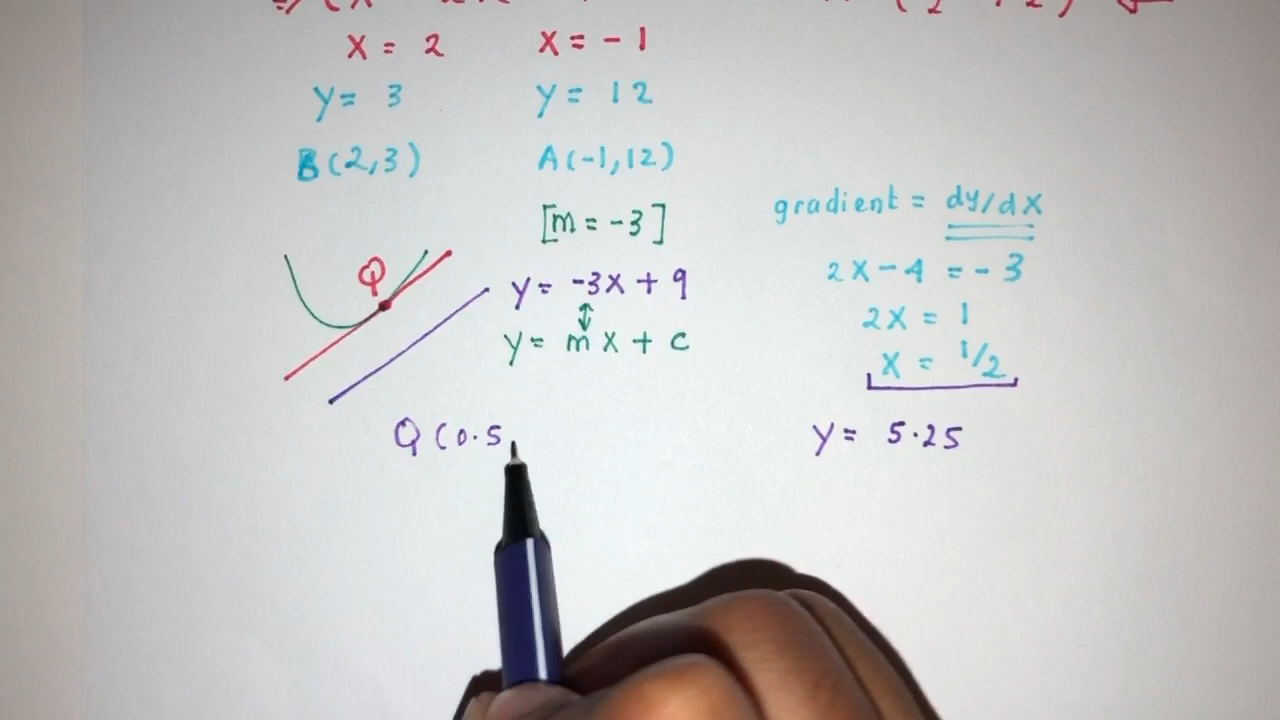 X = 2 X = - 1
y = 3 y = 12
B(2,3) A(-1,12)
gradient = dy/dx
[m = -3]
2x-4 = -3
Q
y = -3x + 9
2x = 1
y = mx + c
x = 1/2
Q(0.5
y = 5.25